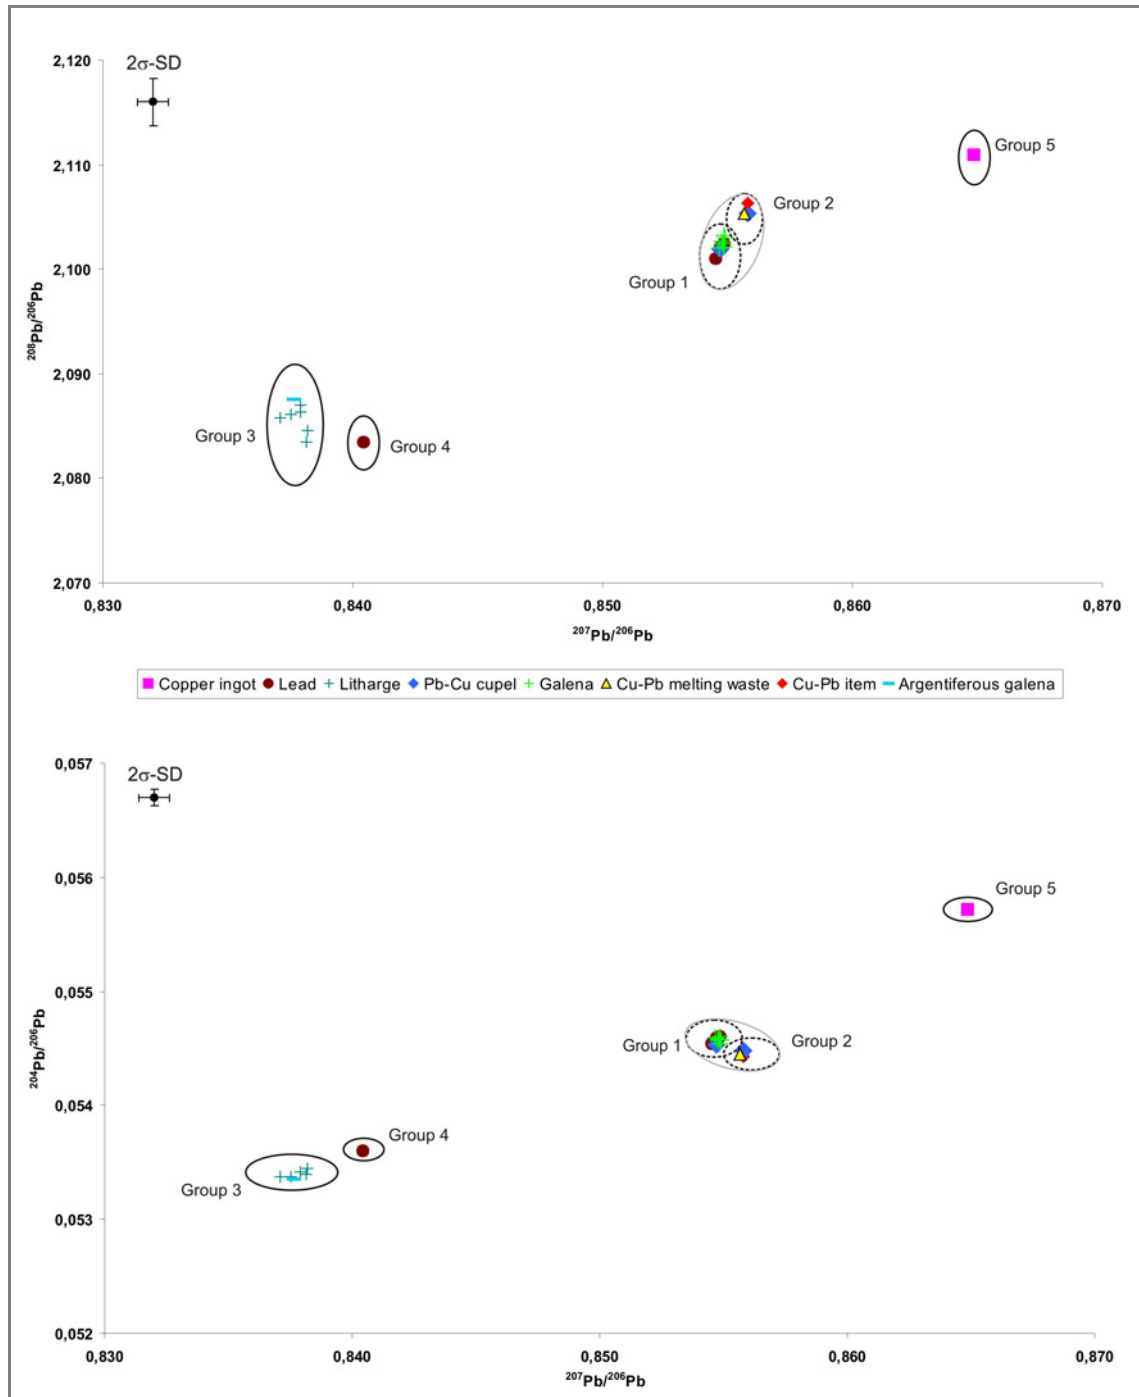 2σ-SD
2,120
2,110
2,100
2,090
2,080
2,070
²⁰⁸Pb/²⁰⁶Pb
Group 5
Group 2
Group 1
Group 3
Group 4
0,830 0,840 0,850 0,860 0,870
²⁰⁷Pb/²⁰⁶Pb
Copper ingot Lead Litharge Pb-Cu cupel Galena Cu-Pb melting waste Cu-Pb item Argentiferous galena
2σ-SD
0,057
0,056
0,055
0,054
0,053
0,052
²⁰⁴Pb/²⁰⁶Pb
Group 5
Group 1
Group 2
Group 4
Group 3
0,830 0,840 0,850 0,860 0,870
²⁰⁷Pb/²⁰⁶Pb